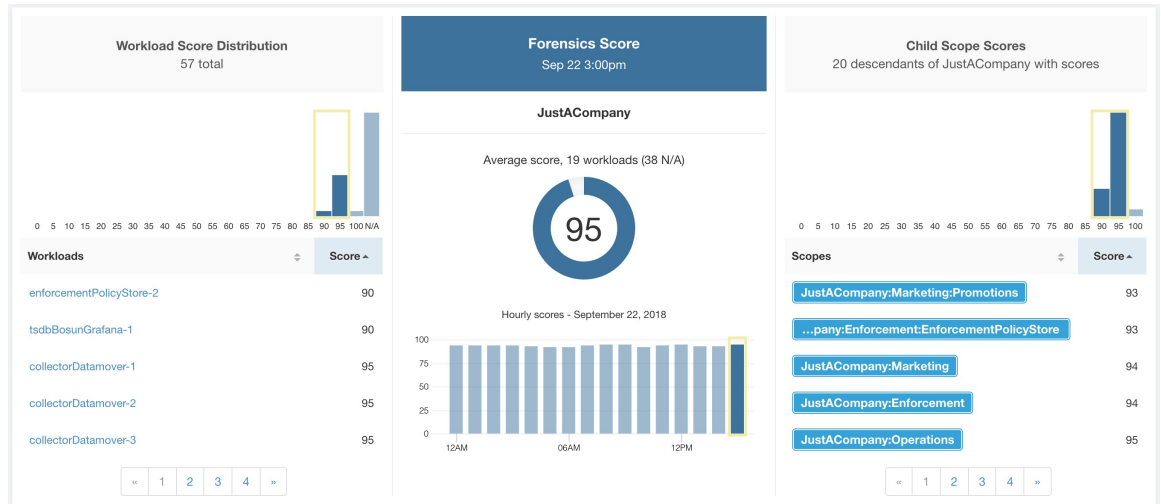 Workload Score Distribution
57 total
0 5 10 15 20 25 30 35 40 45 50 55 60 65 70 75 80 85 90 95 100 N/A
Workloads Score
enforcementPolicyStore-2 90
tsdbBosunGrafana-1 90
collectorDatamover-1 95
collectorDatamover-2 95
collectorDatamover-3 95
« 1 2 3 4 »
Forensics Score
Sep 22 3:00pm
JustACompany
Average score, 19 workloads (38 N/A)
95
Hourly scores - September 22, 2018
100
75
50
25
0
12AM 06AM 12PM
Child Scope Scores
20 descendants of JustACompany with scores
0 5 10 15 20 25 30 35 40 45 50 55 60 65 70 75 80 85 90 95 100
Scopes Score
JustACompany:Marketing:Promotions 93
...pany:Enforcement:EnforcementPolicyStore 93
JustACompany:Marketing 94
JustACompany:Enforcement 94
JustACompany:Operations 95
« 1 2 3 4 »